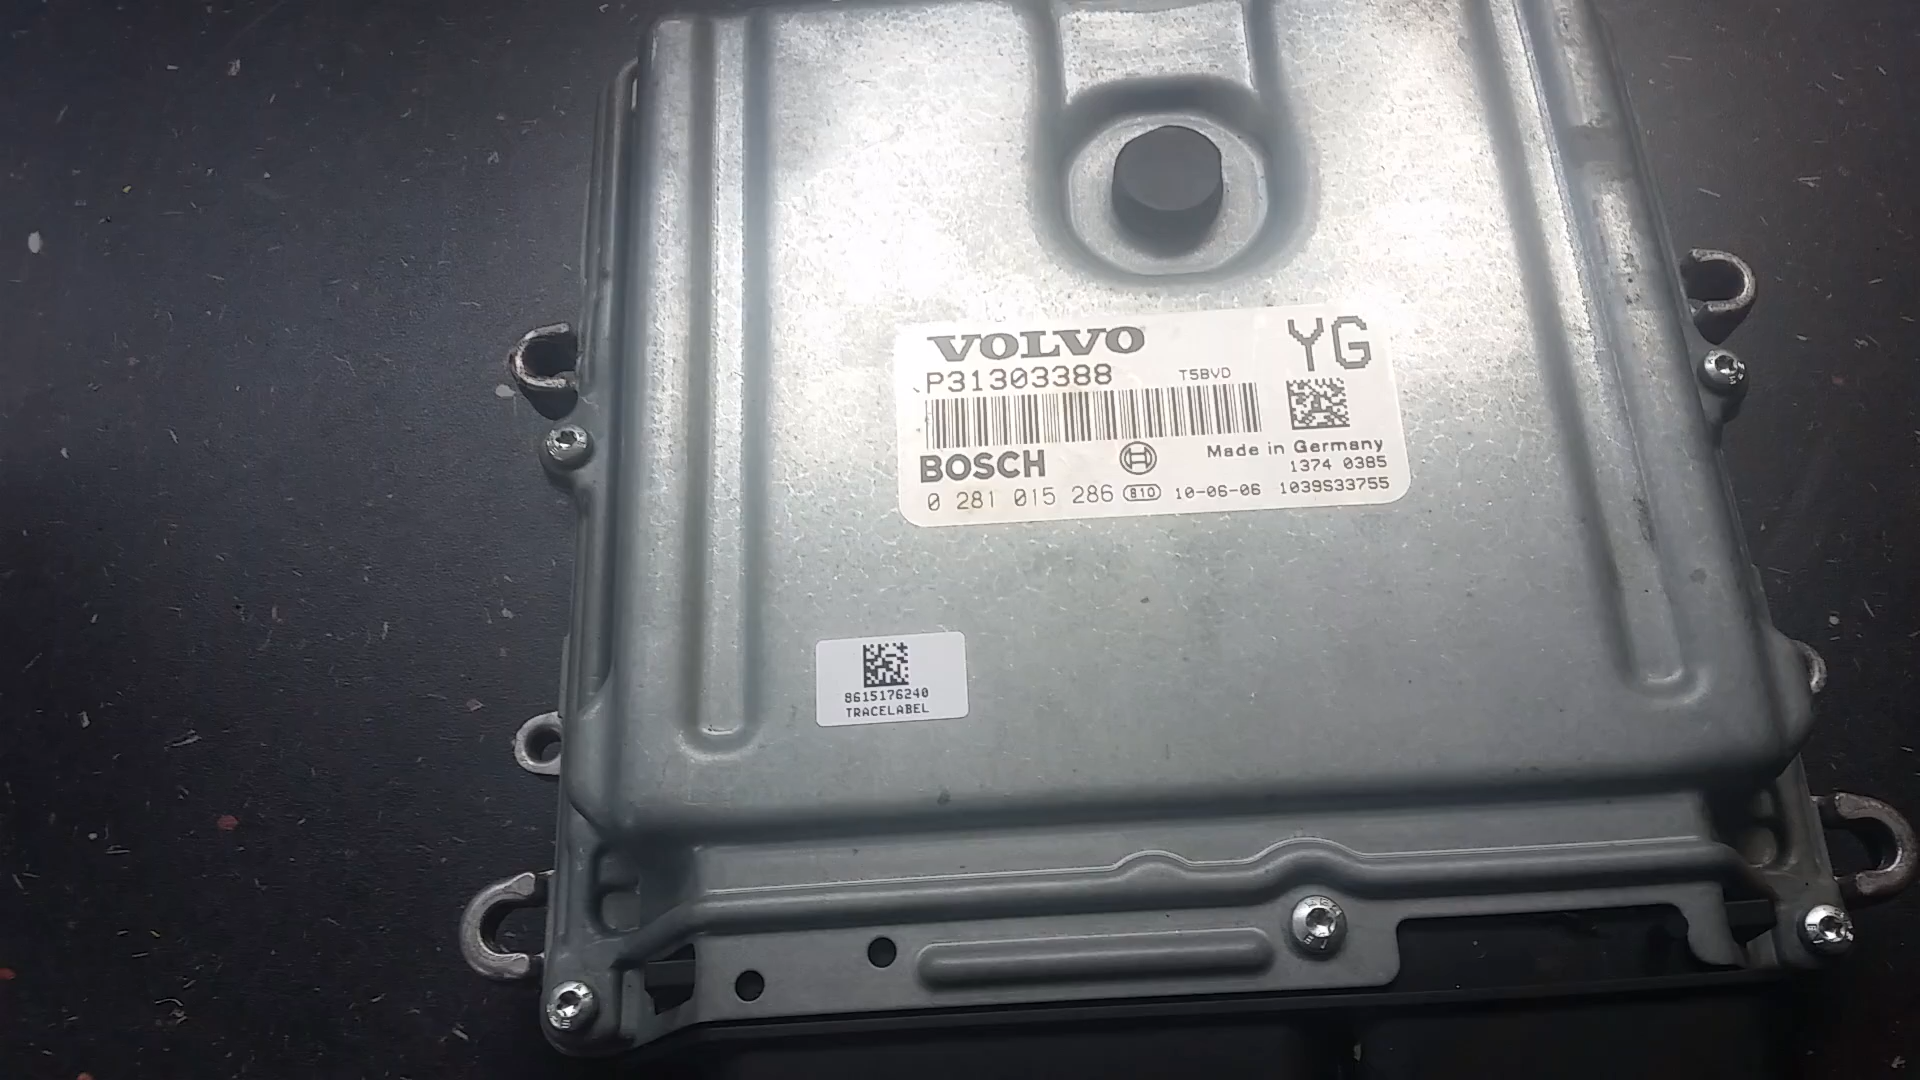 VOLVO YG
P31303388 T5BVD
BOSCH Made in Germany
1374 0385
0 281 015 286 810 10-06-06 1039S33755
8615176240
TRACELABEL